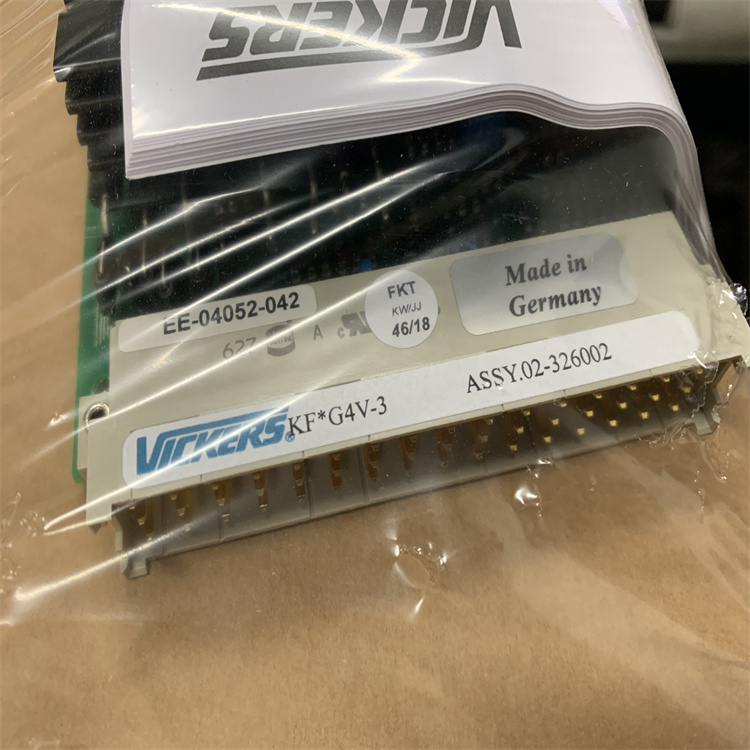 VICKERS
EE-04052-042
FKT
KW/JJ
46/18
Made in
Germany
627
A
VICKERS® KF*G4V-3 ASSY.02-326002